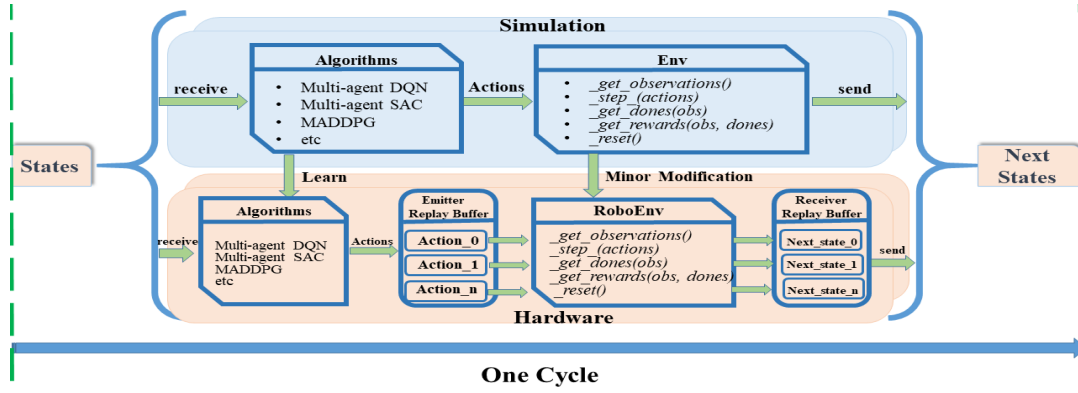 Simulation
Algorithms
• Multi-agent DQN
• Multi-agent SAC
• MADDPG
• etc
Env
• _get_observations()
• _step_(actions)
• _get_dones(obs)
• _get_rewards(obs, dones)
• _reset()
receive
Actions
send
States
Next
States
Learn
Minor Modification
Algorithms
Multi-agent DQN
Multi-agent SAC
MADDPG
etc
receive
Actions
Emitter
Replay Buffer
Action_0
Action_1
Action_n
RoboEnv
_get_observations()
_step_(actions)
_get_dones(obs)
_get_rewards(obs, dones)
_reset()
Receiver
Replay Buffer
Next_state_0
Next_state_1
Next_state_n
send
Hardware
One Cycle